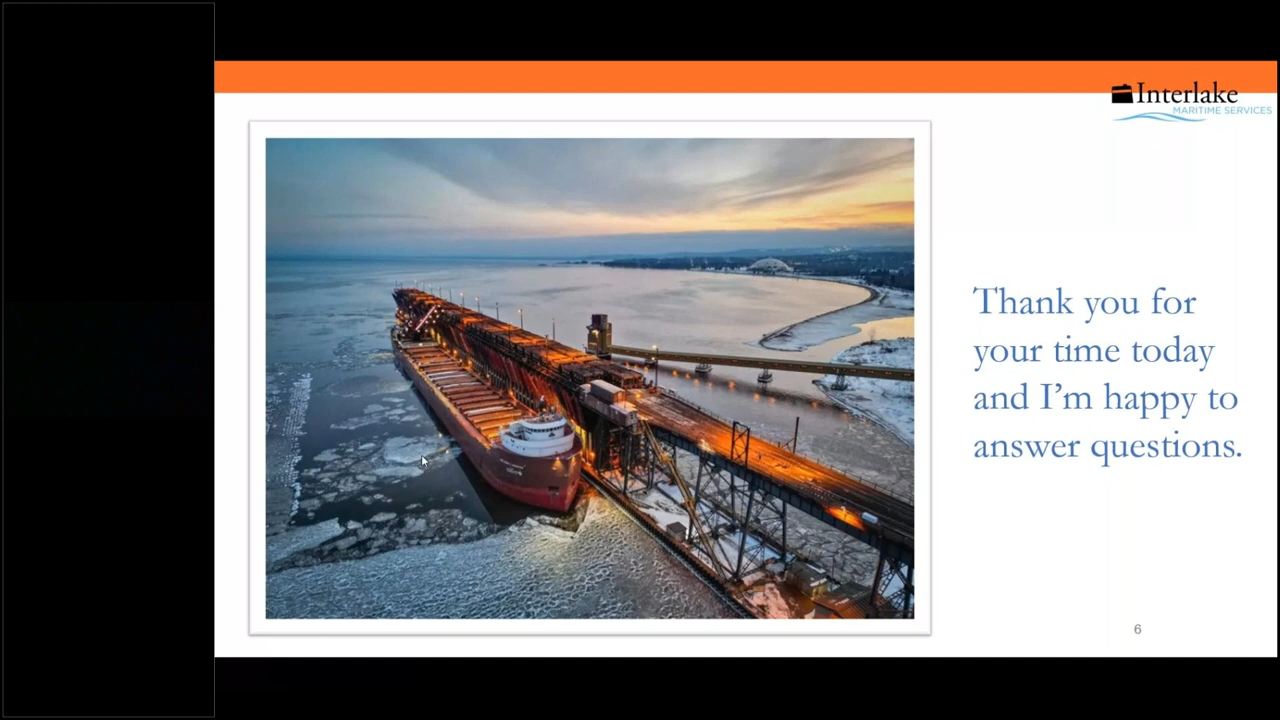 Interlake
MARITIME SERVICES
Thank you for
your time today
and I'm happy to
answer questions.
6